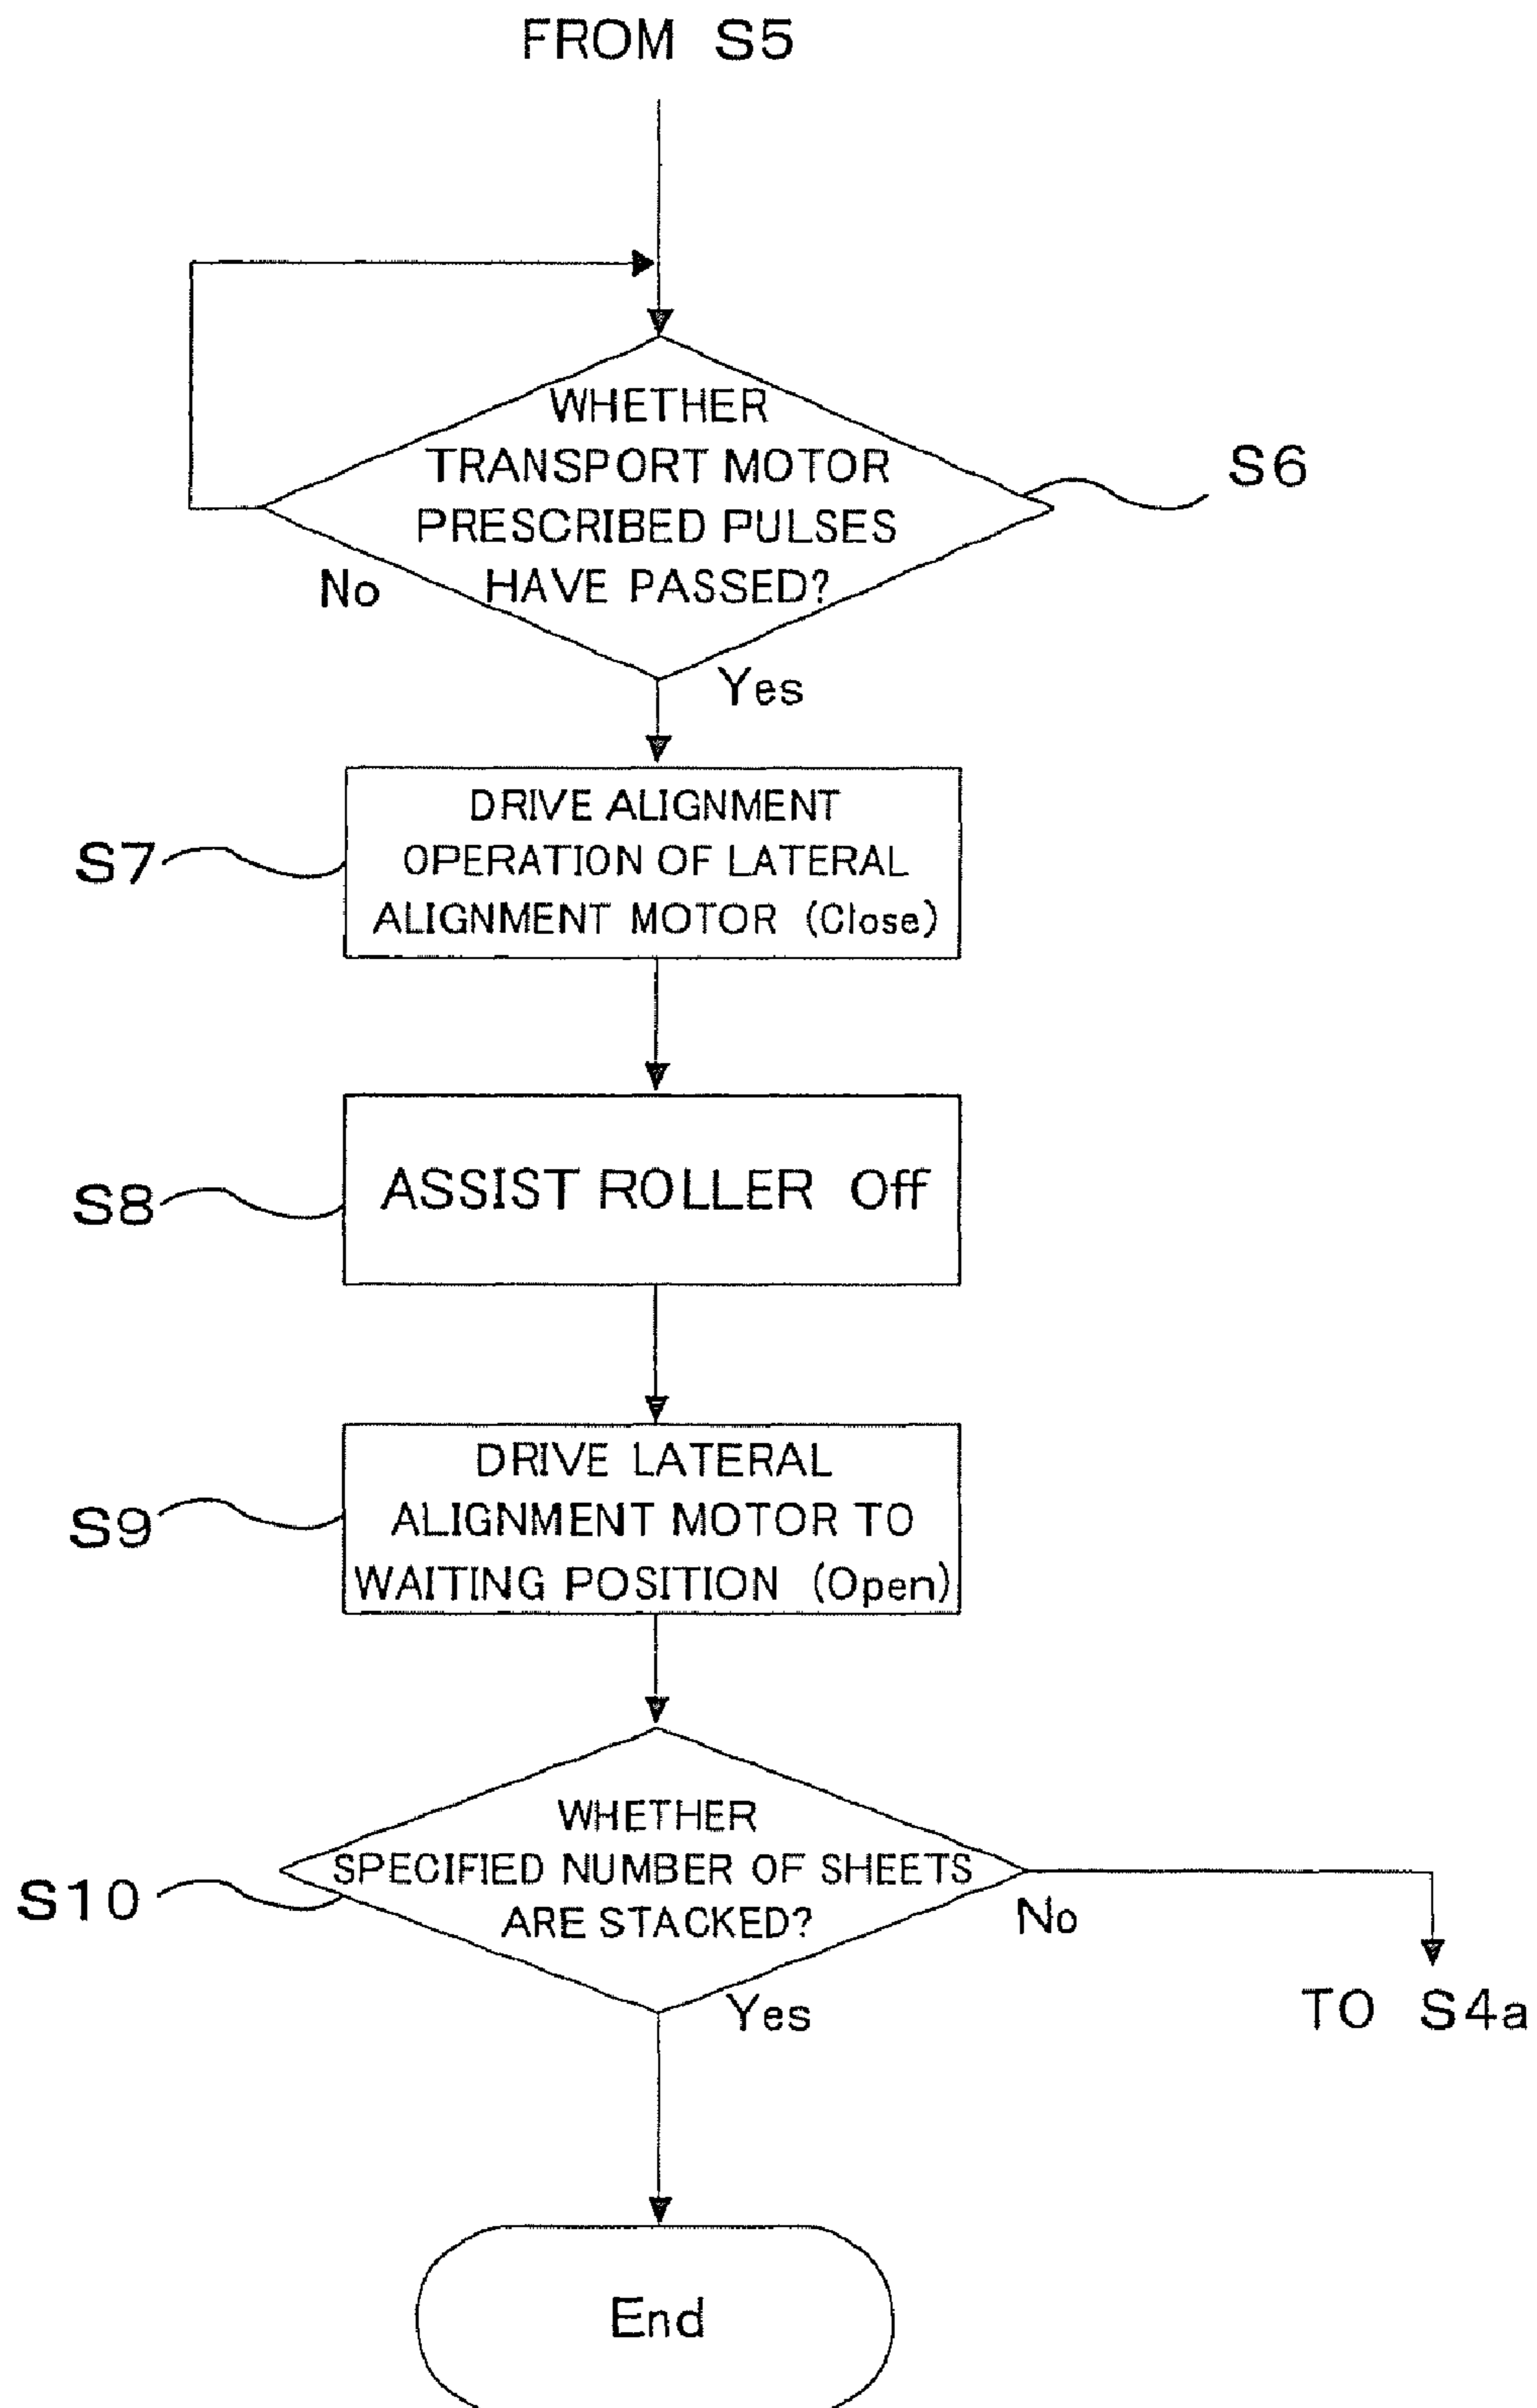 FROM S5
WHETHER
TRANSPORT MOTOR
PRESCRIBED PULSES
HAVE PASSED?
S6
No
Yes
DRIVE ALIGNMENT
OPERATION OF LATERAL
ALIGNMENT MOTOR (Close)
S7
ASSIST ROLLER Off
S8
DRIVE LATERAL
ALIGNMENT MOTOR TO
WAITING POSITION (Open)
S9
WHETHER
SPECIFIED NUMBER OF SHEETS
ARE STACKED?
S10
No
Yes
TO S4a
End